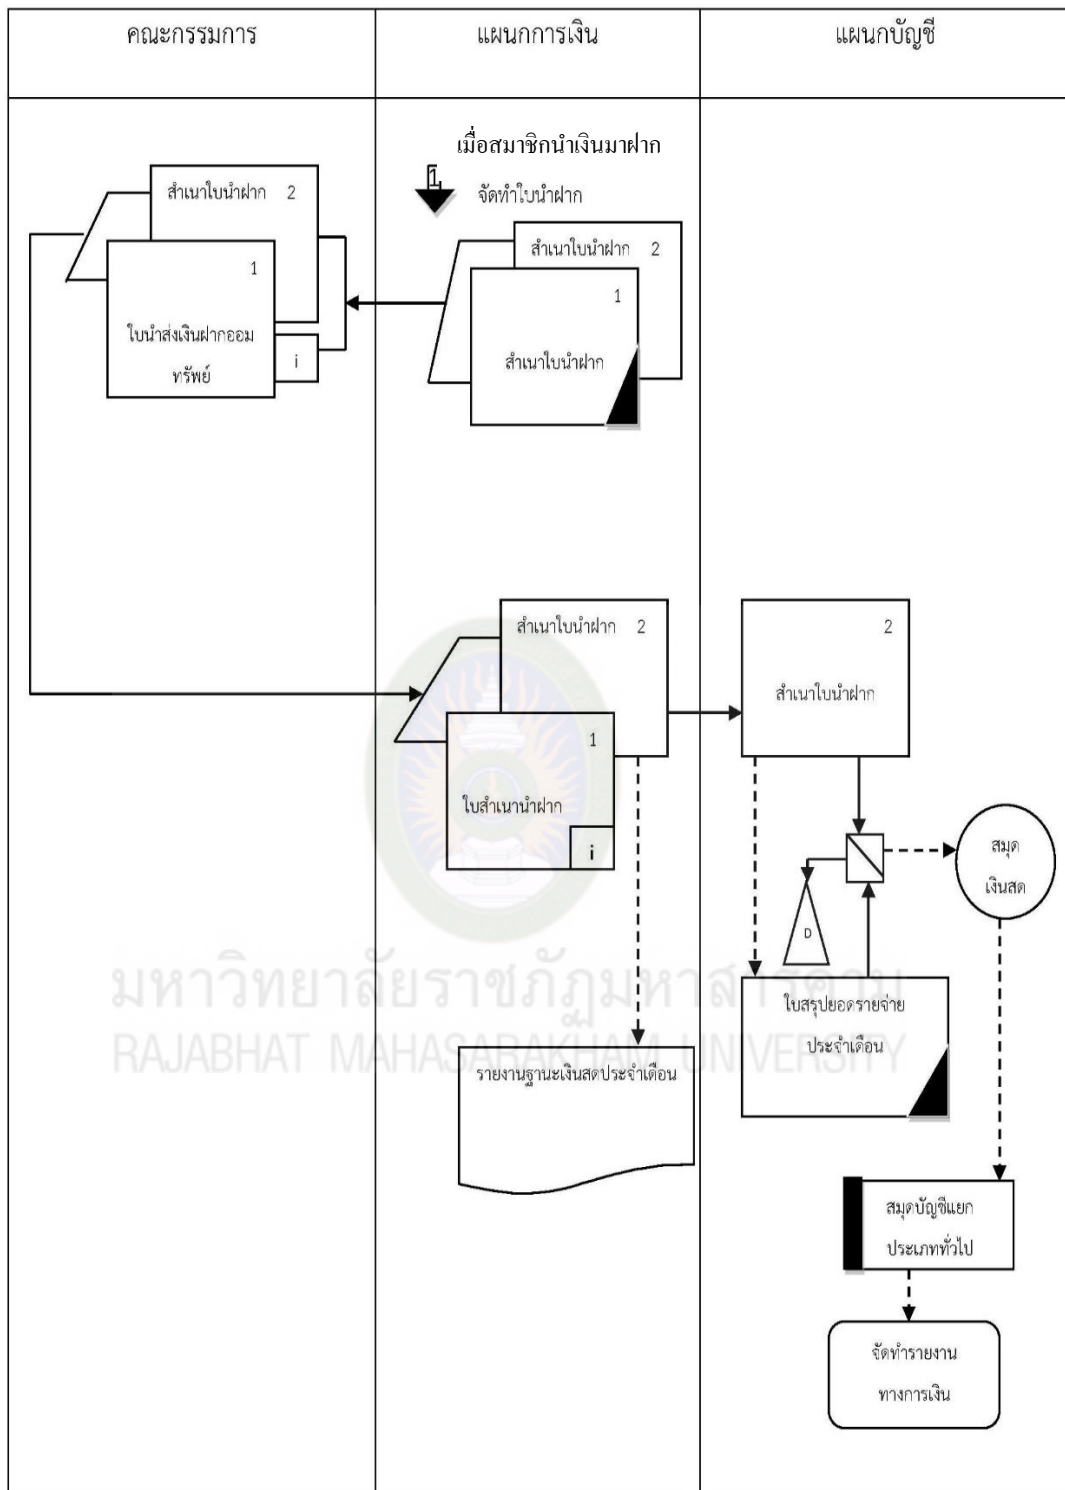 คณะกรรมการ
แผนกการเงิน
แผนกบัญชี
เมื่อสมาชิกนำเงินมาฝาก
1
จัดทำใบนำฝาก
สำเนาใบนำฝาก 2
1
ใบนำส่งเงินฝากออม
ทรัพย์
i
สำเนาใบนำฝาก 2
1
สำเนาใบนำฝาก
สำเนาใบนำฝาก 2
1
ใบสำเนานำฝาก
i
2
สำเนาใบนำฝาก
สมุด
เงินสด
D
ใบสรุปยอดรายจ่าย
ประจำเดือน
มหาวิทยาลัยราชภัฏมหาสารคาม
RAJABHAT MAHASARAKHAM UNIVERSITY
รายงานฐานะเงินสดประจำเดือน
สมุดบัญชีแยก
ประเภททั่วไป
จัดทำรายงาน
ทางการเงิน